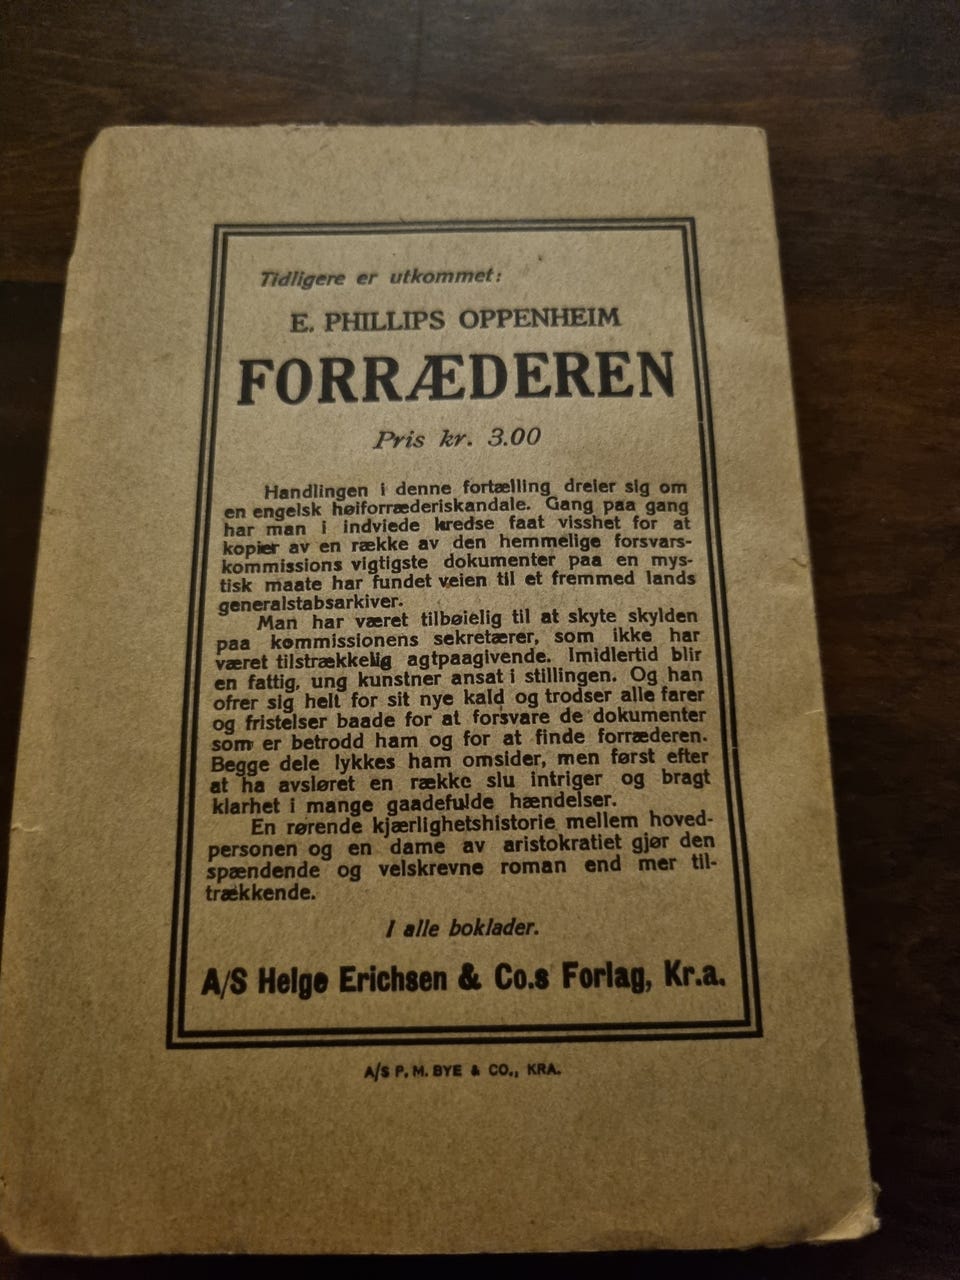 Tidligere er utkommet:
E. PHILLIPS OPPENHEIM
FORRÆDEREN
Pris kr. 3.00
Handlingen i denne fortælling dreier sig om
en engelsk høiforræderiskandale. Gang paa gang
har man i indviede kredse faat visshet for at
kopier av en række av den hemmelige forsvars-
kommissions vigtigste dokumenter paa en mys-
tisk maate har fundet veien til et fremmed lands
generalstabsarkiver.
Man har været tilbøielig til at skyte skylden
paa kommissionens sekretærer, som ikke har
været tilstrækkelig agtpaagivende. Imidlertid blir
en fattig, ung kunstner ansat i stillingen. Og han
ofrer sig helt for sit nye kald og trodser alle farer
og fristelser baade for at forsvare de dokumenter
som er betrodd ham og for at finde forræderen.
Begge dele lykkes ham omsider, men først efter
at ha avsløret en række slu intriger og bragt
klarhet i mange gaadefulde hændelser.
En rørende kjærlighetshistorie mellem hoved-
personen og en dame av aristokratiet gjør den
spændende og velskrevne roman end mer til-
trækkende.
I alle boklader.
A/S Helge Erichsen & Co.s Forlag, Kr.a.
A/S P. M. BYE & CO., KRA.